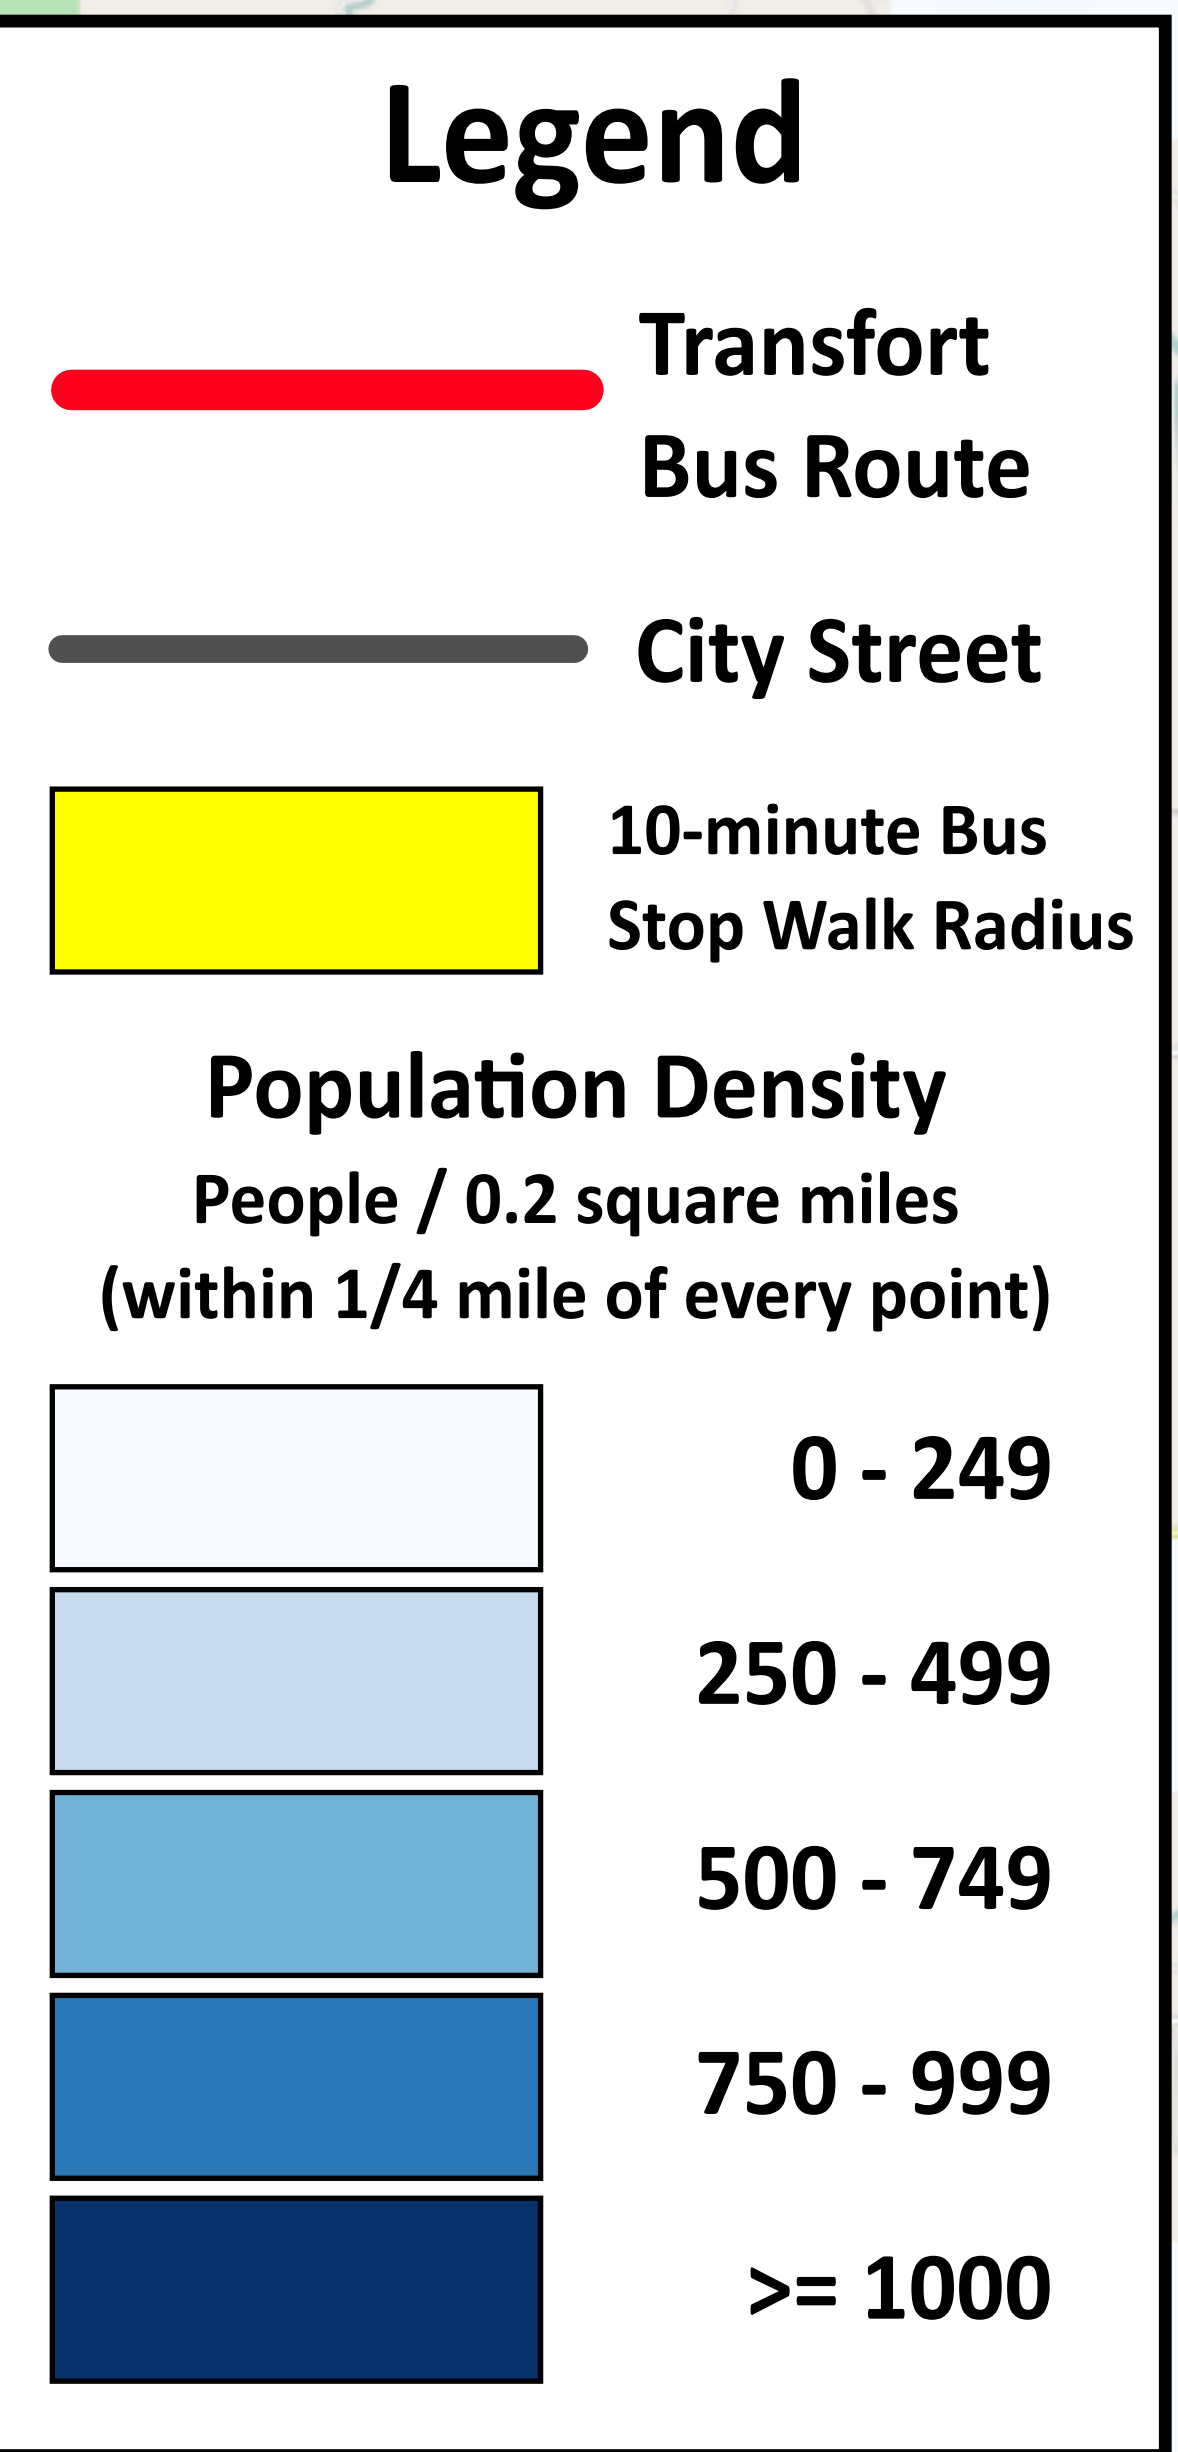 Legend
Transfort
Bus Route
City Street
10-minute Bus
Stop Walk Radius
Population Density
People / 0.2 square miles
(within 1/4 mile of every point)
0 - 249
250 - 499
500 - 749
750 - 999
>= 1000